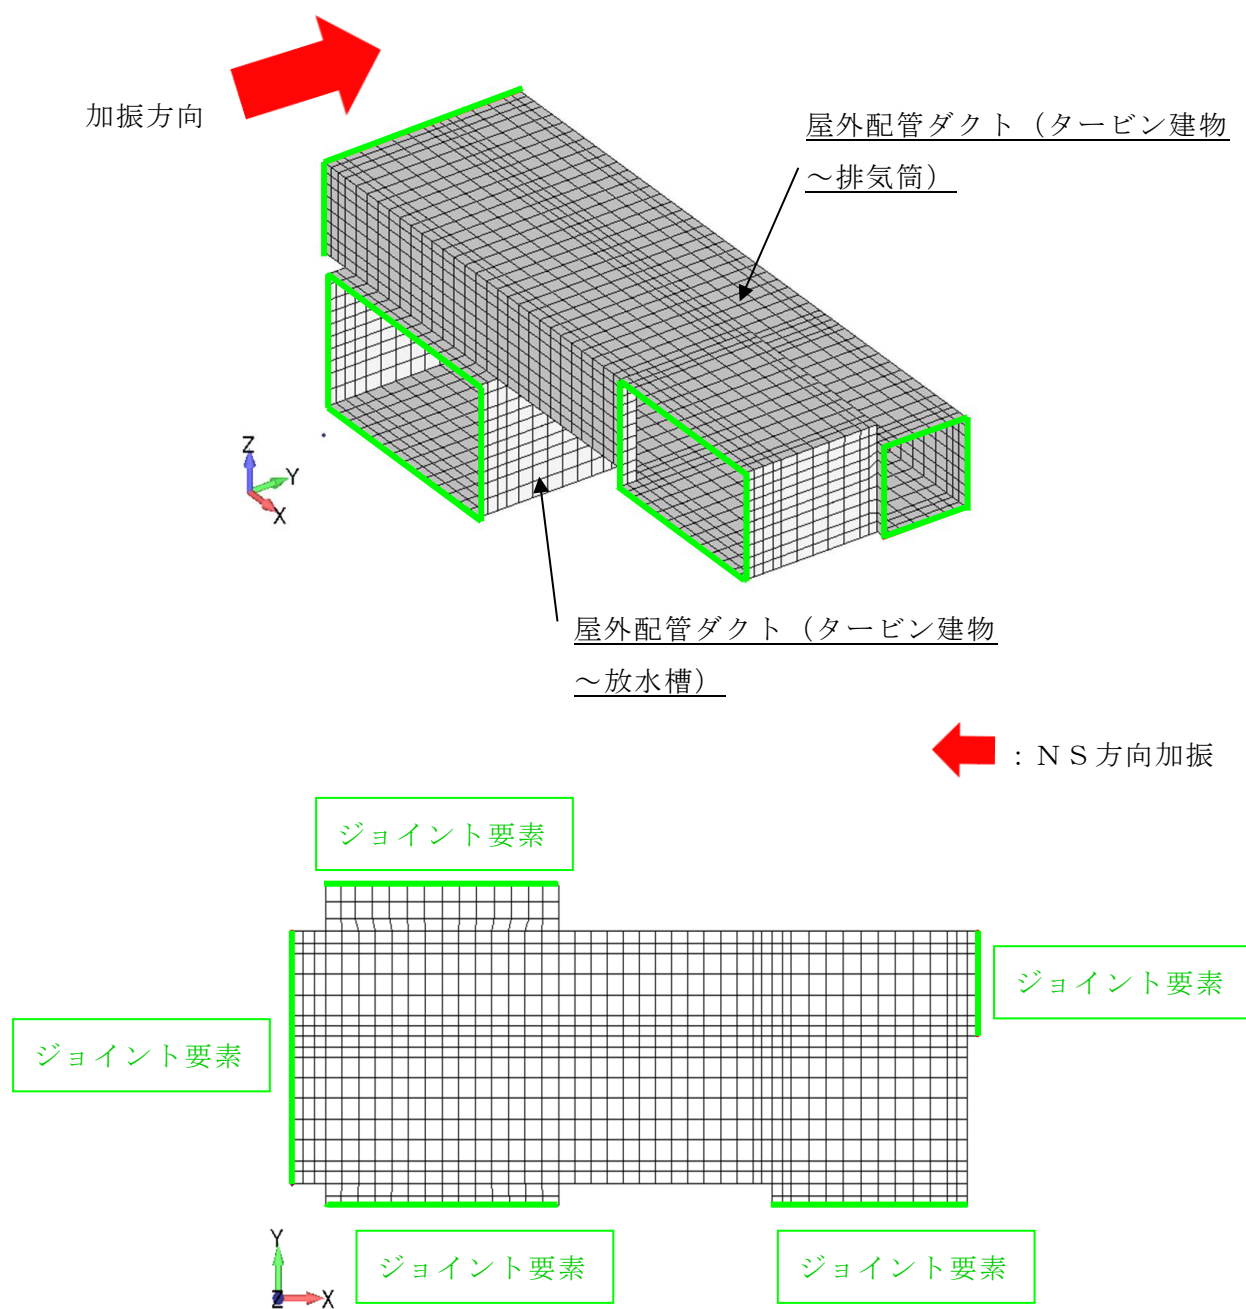 加振方向
屋外配管ダクト（タービン建物
～排気筒）
Z
Y
X
屋外配管ダクト（タービン建物
～放水槽）
：ＮＳ方向加振
ジョイント要素
ジョイント要素
ジョイント要素
ジョイント要素
ジョイント要素
Y
Z
X